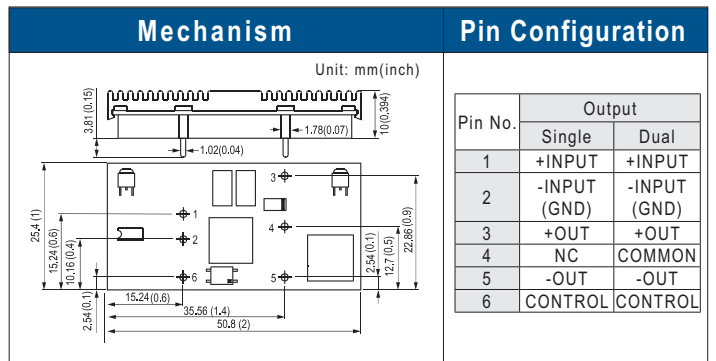 Mechanism
Pin Configuration
Unit: mm(inch)
3.81 (0.15)
1.02(0.04)
1.78(0.07)
10(0.394)
25.4 (1)
15.24 (0.6)
10.16 (0.4)
2.54 (0.1)
1
2
3
4
5
6
2.54 (0.1)
12.7 (0.5)
22.86 (0.9)
15.24 (0.6)
35.56 (1.4)
50.8 (2)
Pin No. Output
Single Dual
1 +INPUT +INPUT
2 -INPUT (GND) -INPUT (GND)
3 +OUT +OUT
4 NC COMMON
5 -OUT -OUT
6 CONTROL CONTROL